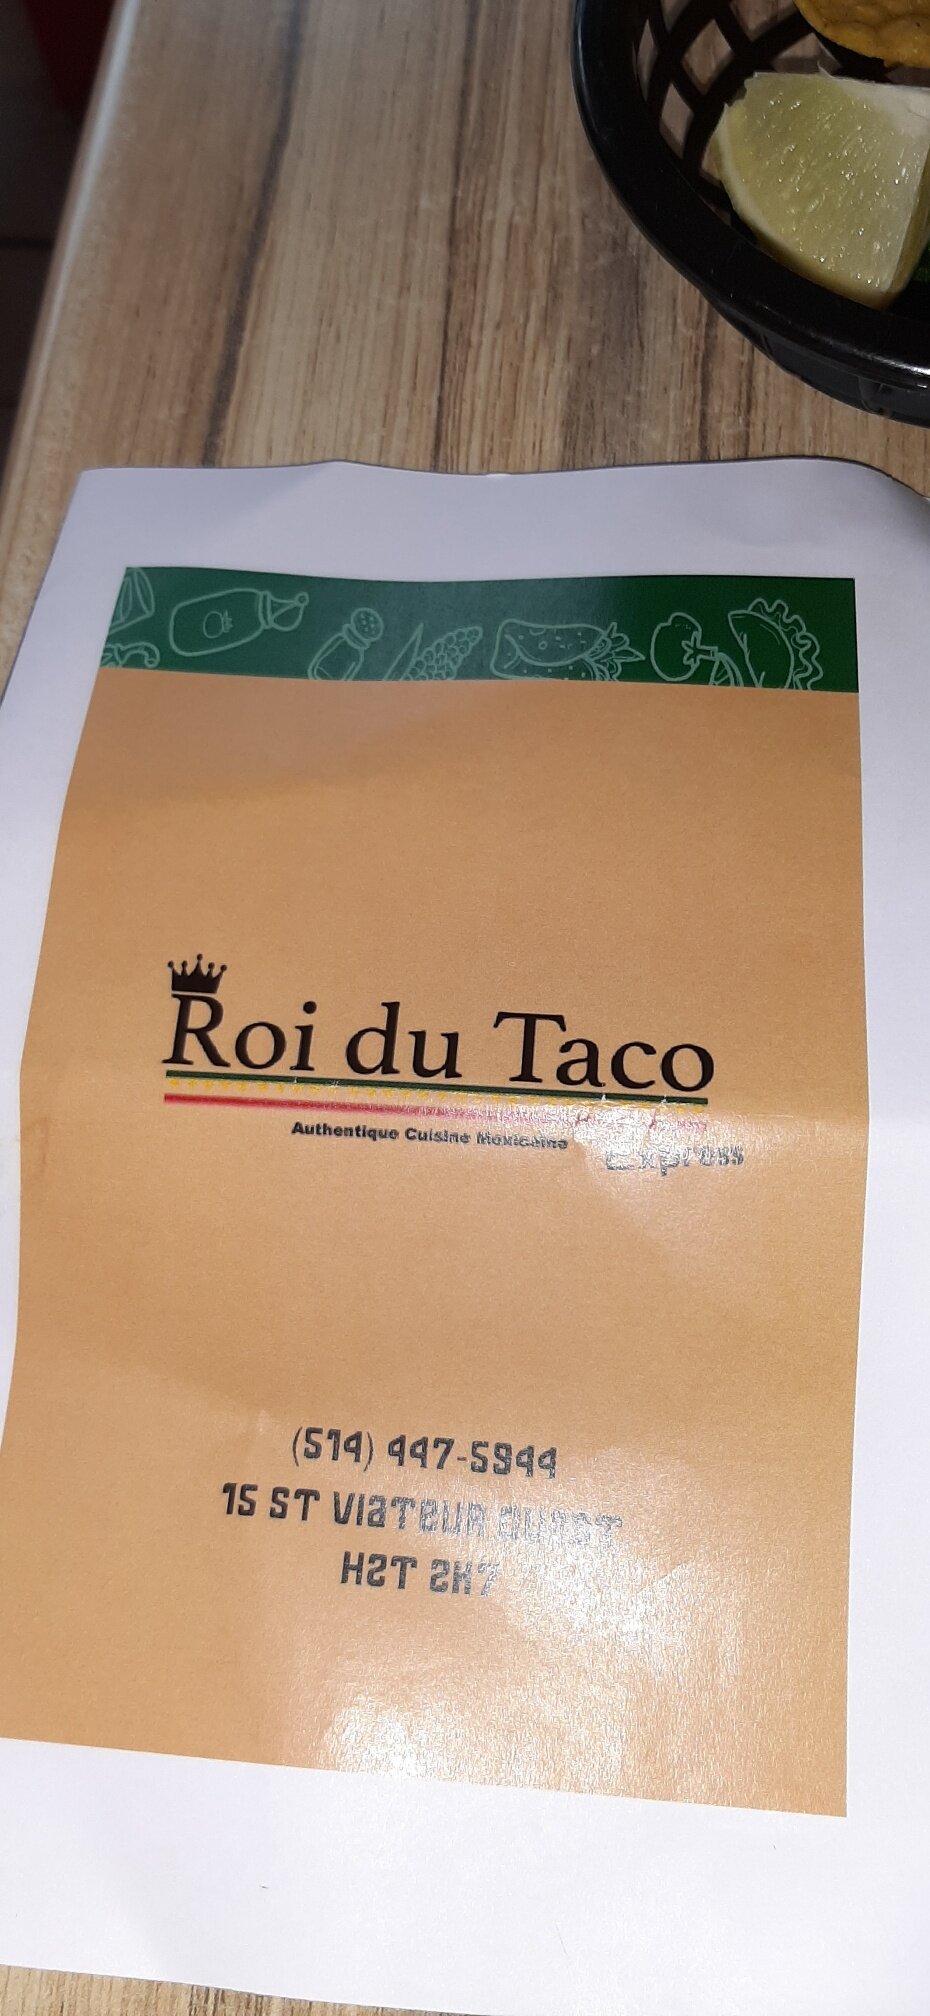 Roi du Taco
Authentique Cuisine Mexicaine
Express
(514) 447-5944
15 ST VIaTEUR OUEST
H2T 2K7